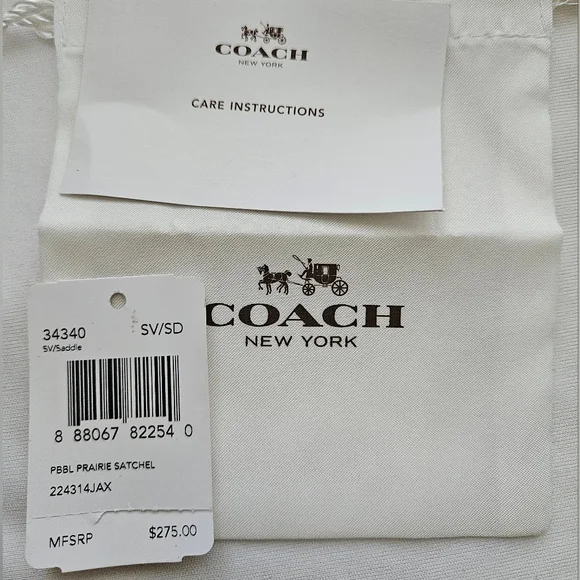 COACH
NEW YORK
CARE INSTRUCTIONS
COACH
NEW YORK
34340 SV/SD
SV/Saddle
8 88067 82254 0
PBBL PRAIRIE SATCHEL
224314JAX
MFSRP $275.00